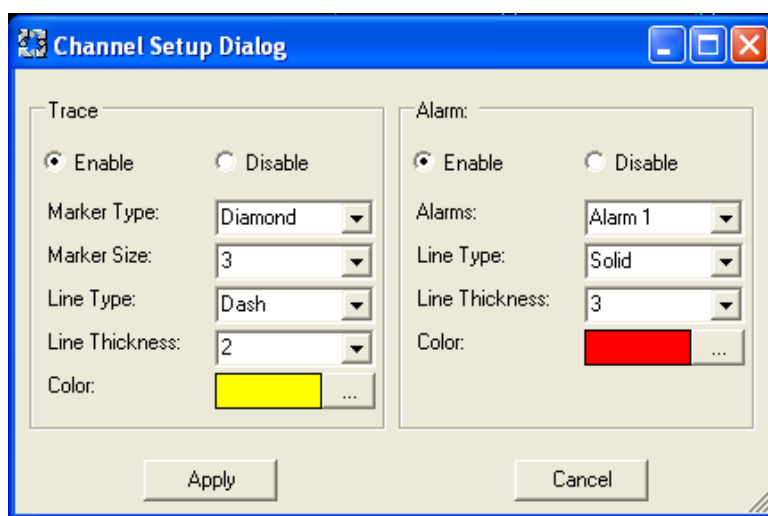 Channel Setup Dialog
Trace
Enable
Disable
Marker Type:
Diamond
Marker Size:
3
Line Type:
Dash
Line Thickness:
2
Color:
...
Alarm:
Enable
Disable
Alarms:
Alarm 1
Line Type:
Solid
Line Thickness:
3
Color:
...
Apply
Cancel